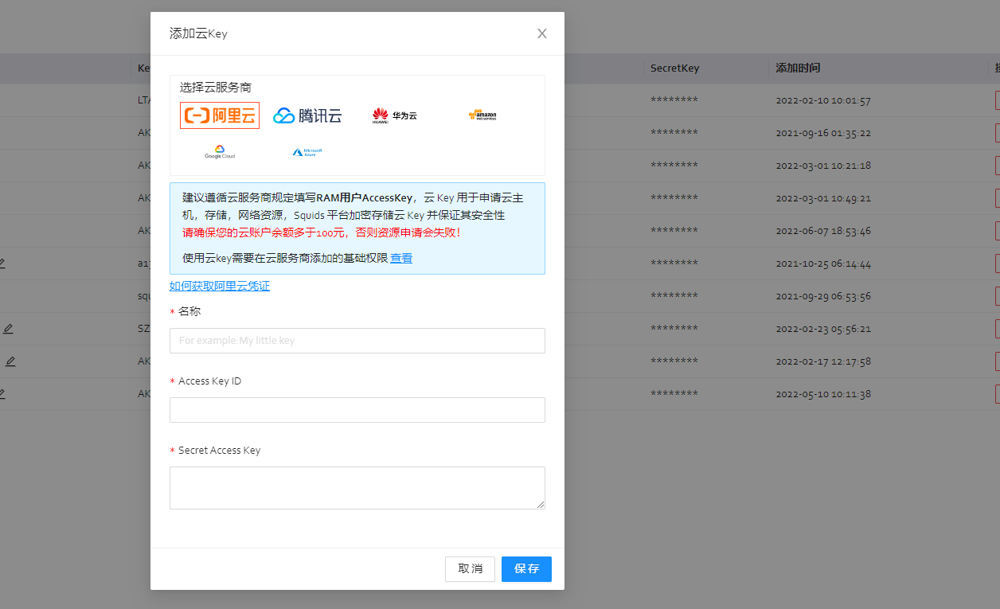 添加云Key
X
选择云服务商
阿里云
腾讯云
HUAWEI
华为云
amazon
web services
Google Cloud
Microsoft
Azure
建议遵循云服务商规定填写RAM用户AccessKey，云 Key 用于申请云主
机，存储，网络资源，Squids 平台加密存储云 Key 并保证其安全性
请确保您的云账户余额多于100元，否则资源申请会失败！
使用云key需要在云服务商添加的基础权限 查看
如何获取阿里云凭证
* 名称
For example:My little key
* Access Key ID
* Secret Access Key
取 消
保 存
SecretKey 添加时间
LTA ******** 2022-02-10 10:01:57
AK ******** 2021-09-16 01:35:22
AK ******** 2022-03-01 10:21:18
AK ******** 2022-03-01 10:49:21
AK ******** 2022-06-07 18:53:46
a13 ******** 2021-10-25 06:14:44
squ ******** 2021-09-29 06:53:56
SZ ******** 2022-02-23 05:56:21
AK ******** 2022-02-17 12:17:58
AK ******** 2022-05-10 10:11:38